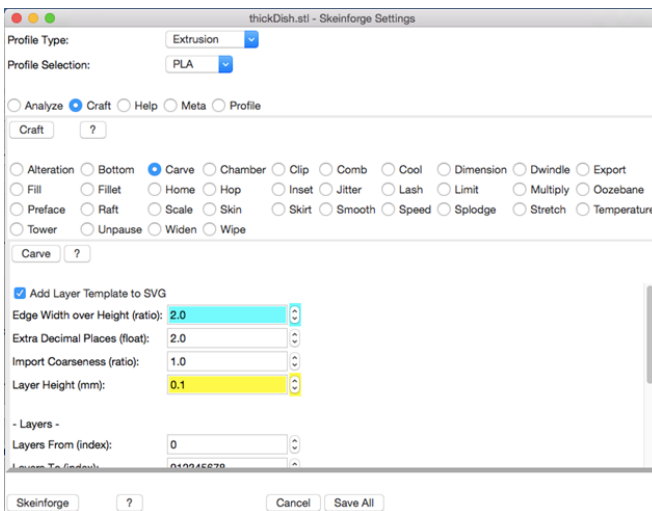 thickDish.stl - Skeinforge Settings
Profile Type: Extrusion
Profile Selection: PLA
Analyze Craft Help Meta Profile
Craft ?
Alteration Bottom Carve Chamber Clip Comb Cool Dimension Dwindle Export
Fill Fillet Home Hop Inset Jitter Lash Limit Multiply Oozebane
Preface Raft Scale Skin Skirt Smooth Speed Splodge Stretch Temperature
Tower Unpause Widen Wipe
Carve ?
Add Layer Template to SVG
Edge Width over Height (ratio): 2.0
Extra Decimal Places (float): 2.0
Import Coarseness (ratio): 1.0
Layer Height (mm): 0.1
- Layers -
Layers From (index): 0
Layers To (index): 912345678
Skeinforge ? Cancel Save All